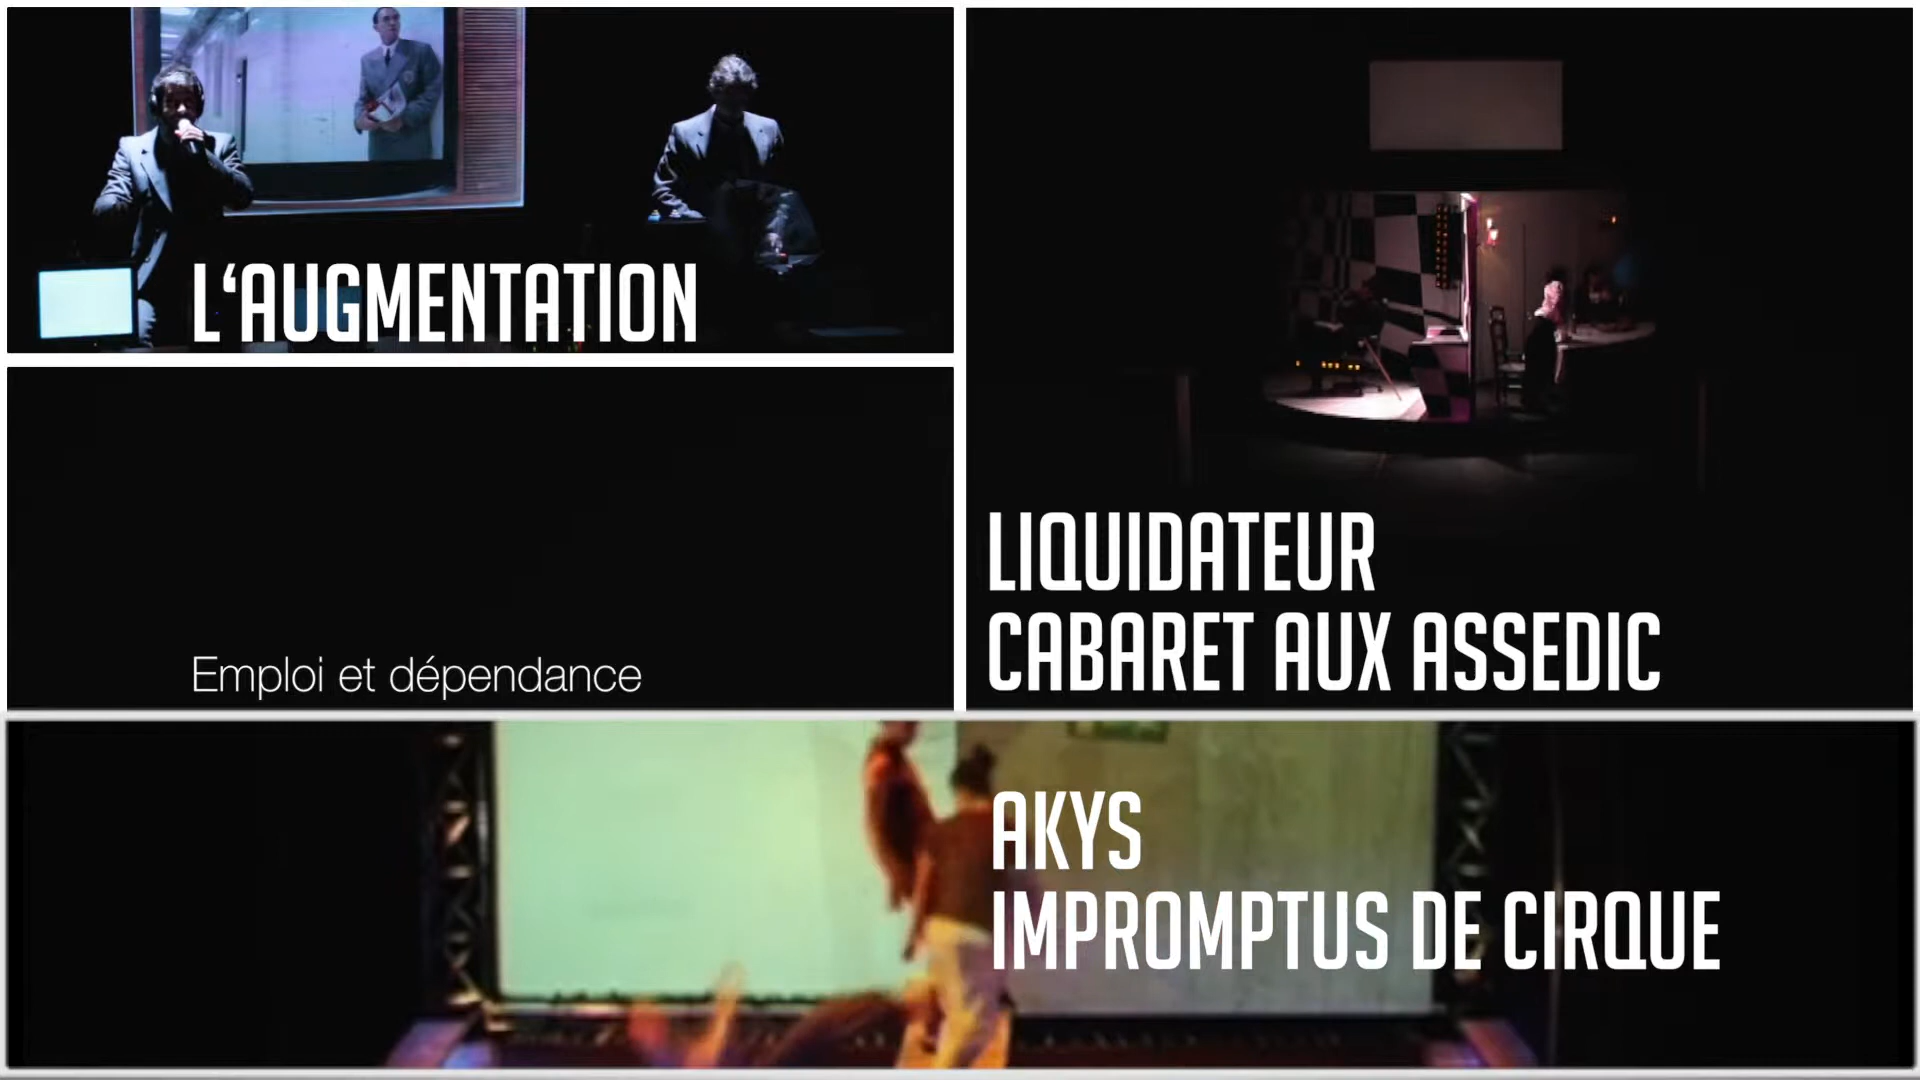 L‘AUGMENTATION
Emploi et dépendance
LIQUIDATEUR
CABARET AUX ASSEDIC
AKYS
IMPROMPTUS DE CIRQUE